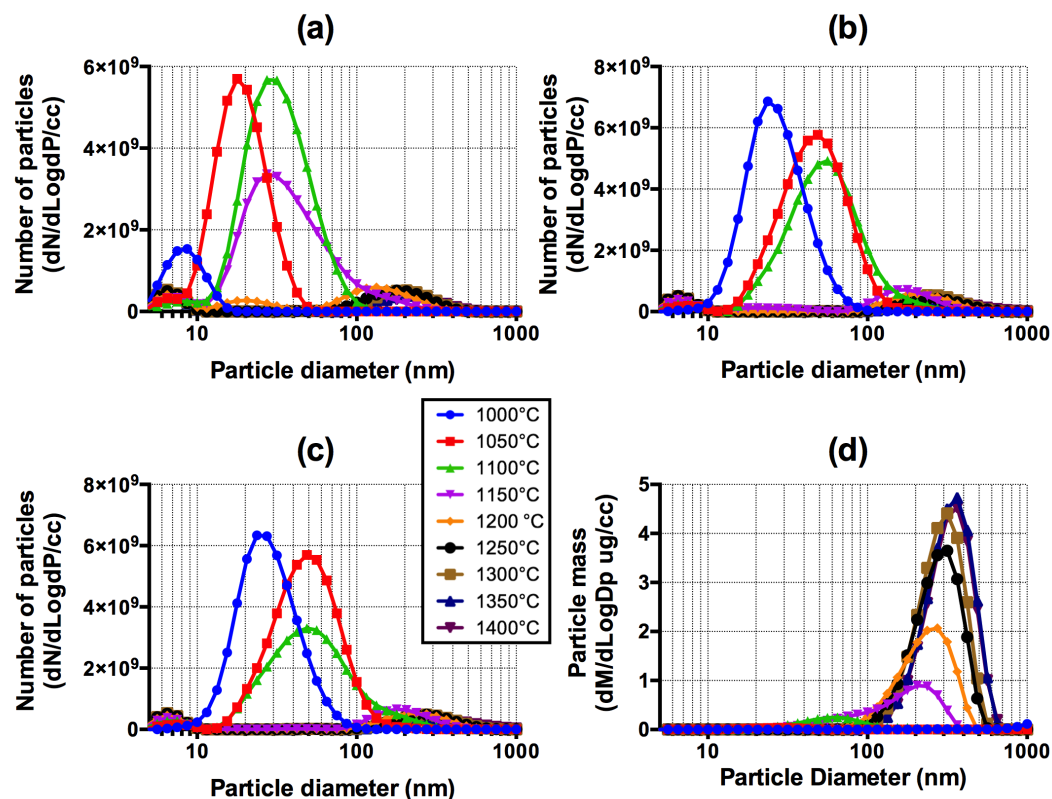 (a)
6×10⁹
4×10⁹
2×10⁹
0
10
100
1000
Number of particles
(dN/dLogdP/cc)
Particle diameter (nm)
(b)
8×10⁹
6×10⁹
4×10⁹
2×10⁹
0
10
100
1000
Number of particles
(dN/dLogdP/cc)
Particle diameter (nm)
1000°C
1050°C
1100°C
1150°C
1200 °C
1250°C
1300°C
1350°C
1400°C
(c)
8×10⁹
6×10⁹
4×10⁹
2×10⁹
0
10
100
1000
Number of particles
(dN/dLogdP/cc)
Particle diameter (nm)
(d)
5
4
3
2
1
0
10
100
1000
Particle mass
(dM/dLogDp ug/cc)
Particle Diameter (nm)